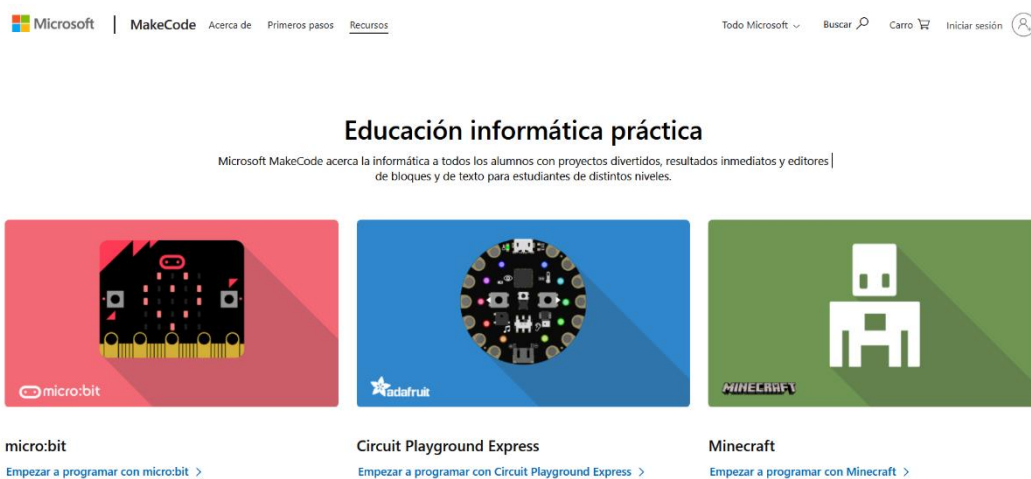 Microsoft MakeCode Acerca de Primeros pasos Recursos Todo Microsoft Buscar Carro Iniciar sesión
Educación informática práctica
Microsoft MakeCode acerca la informática a todos los alumnos con proyectos divertidos, resultados inmediatos y editores
de bloques y de texto para estudiantes de distintos niveles.
micro:bit adafruit MINECRAFT
micro:bit Circuit Playground Express Minecraft
Empezar a programar con micro:bit > Empezar a programar con Circuit Playground Express > Empezar a programar con Minecraft >